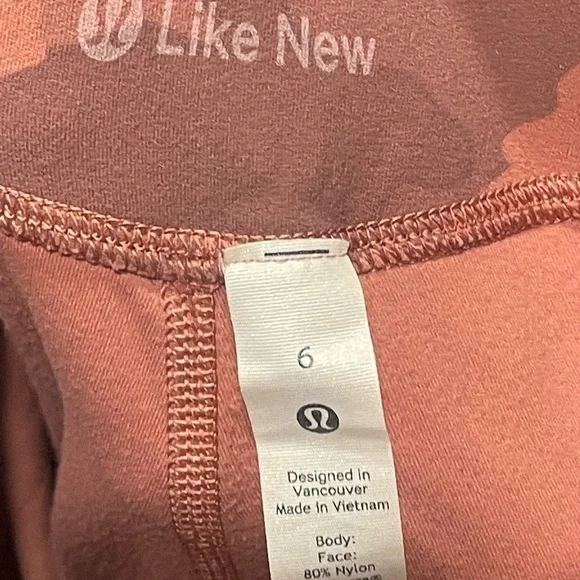 Like New
6
Designed in
Vancouver
Made in Vietnam
Body:
Face:
80% Nylon